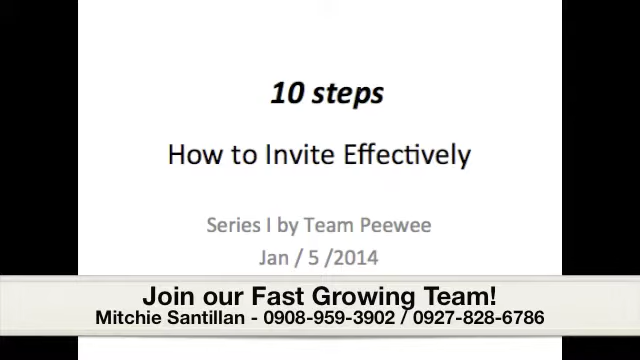 10 steps
How to Invite Effectively
Series I by Team Peewee
Jan / 5 /2014
Join our Fast Growing Team!
Mitchie Santillan - 0908-959-3902 / 0927-828-6786